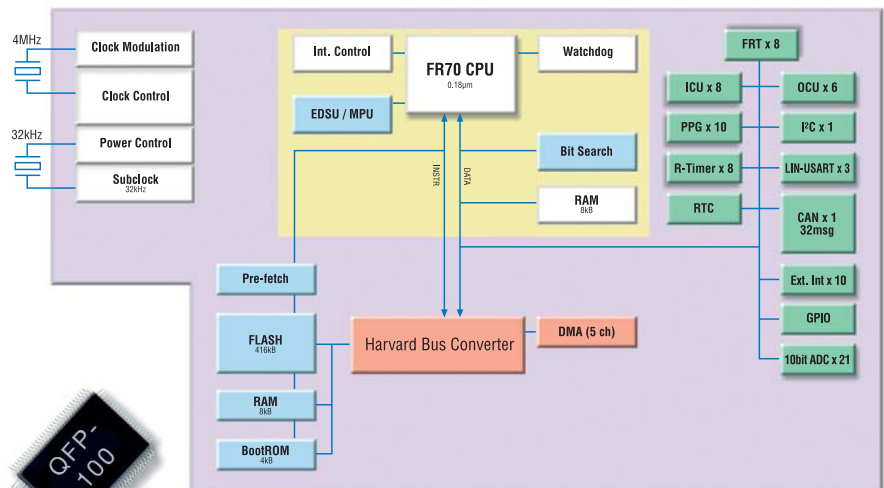 4MHz
Clock Modulation
Clock Control
32kHz
Power Control
Subclock
32kHz
Int. Control
FR70 CPU
0.18µm
Watchdog
EDSU / MPU
Bit Search
INSTR
DATA
RAM
8kB
FRT x 8
ICU x 8
OCU x 6
PPG x 10
I²C x 1
R-Timer x 8
LIN-USART x 3
RTC
CAN x 1
32msg
Ext. Int x 10
GPIO
10bit ADC x 21
Pre-fetch
FLASH
416kB
RAM
8kB
BootROM
4kB
Harvard Bus Converter
DMA (5 ch)
QFP-
100